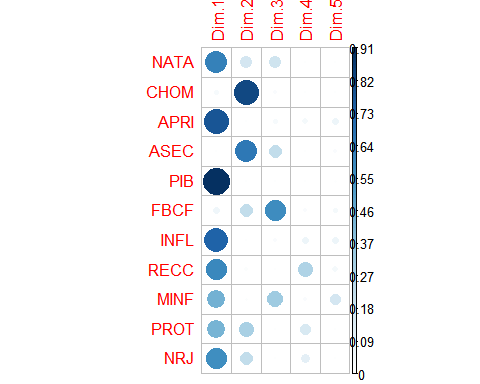 Dim.1 Dim.2 Dim.3 Dim.4 Dim.5
NATA
CHOM
APRI
ASEC
PIB
FBCF
INFL
RECC
MINF
PROT
NRJ
0.91
0.82
0.73
0.64
0.55
0.46
0.37
0.27
0.18
0.09
0